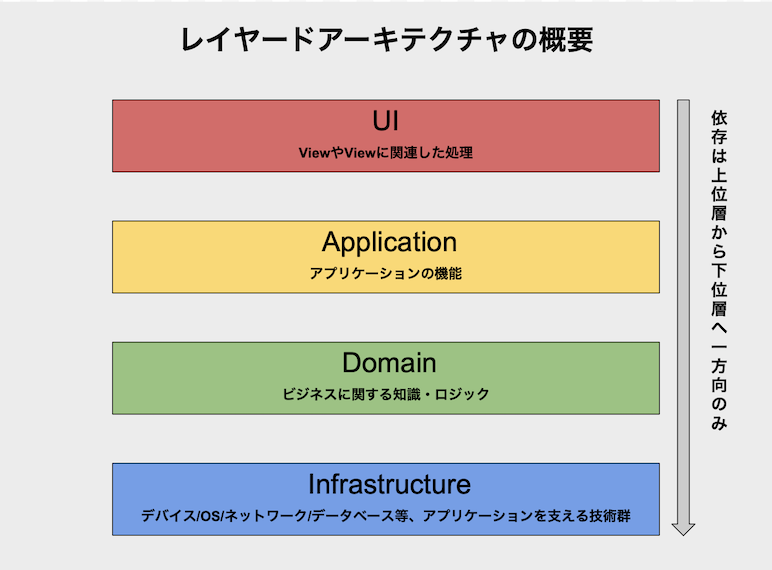 レイヤードアーキテクチャの概要
UI
ViewやViewに関連した処理
Application
アプリケーションの機能
Domain
ビジネスに関する知識・ロジック
Infrastructure
デバイス/OS/ネットワーク/データベース等、アプリケーションを支える技術群
依存は上位層から下位層へ一方向のみ